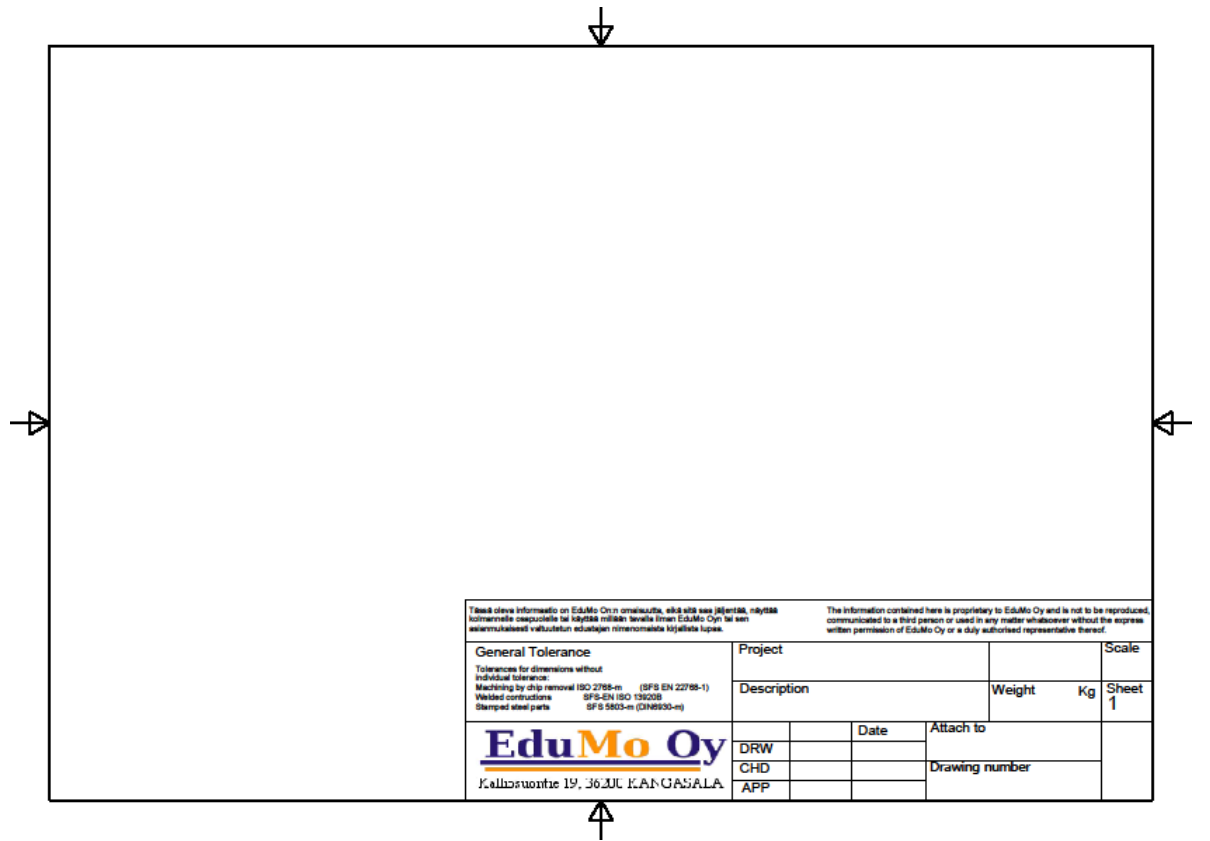 Tässä oleva informaatio on EduMo On:n omaisuutta, eikä sitä saa jäljentää, näyttää
kolmannelle osapuolelle tai käyttää millään tavalla ilman EduMo Oyn tai sen
asianmukaisesti valtuutetun edustajan nimenomaista kirjallista lupaa.
The information contained here is proprietary to EduMo Oy and is not to be reproduced,
communicated to a third person or used in any matter whatsoever without the express
written permission of EduMo Oy or a duly authorised representative thereof.
General Tolerance
Tolerances for dimensions without
individual tolerance:
Machining by chip removal ISO 2768-m (SFS EN 22768-1)
Welded contructions SFS-EN ISO 13920B
Stamped steel parts SFS 5803-m (DIN6930-m)
Project
Scale
Description
Weight Kg
Sheet
1
EduMo Oy
Kalliosuontie 19, 36200 KANGASALA
Date
DRW
CHD
APP
Attach to
Drawing number